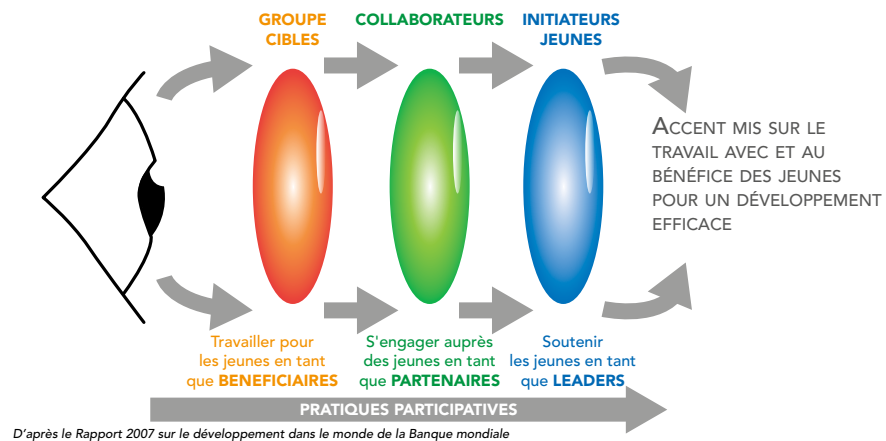 GROUPE
CIBLES
COLLABORATEURS
INITIATEURS
JEUNES
ACCENT MIS SUR LE
TRAVAIL AVEC ET AU
BÉNÉFICE DES JEUNES
POUR UN DÉVELOPPEMENT
EFFICACE
Travailler pour
les jeunes en tant
que BENEFICIAIRES
S'engager auprès
des jeunes en tant
que PARTENAIRES
Soutenir
les jeunes en tant
que LEADERS
PRATIQUES PARTICIPATIVES
D'après le Rapport 2007 sur le développement dans le monde de la Banque mondiale